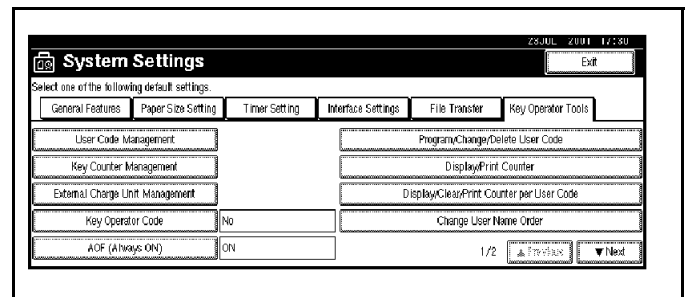 23JUL 2001 17:30
System Settings
Exit
Select one of the following default settings.
General Features Paper Size Setting Timer Setting Interface Settings File Transfer Key Operator Tools
User Code Management Program/Change/Delete User Code
Key Counter Management Display/Print Counter
External Charge Unit Management Display/Clear/Print Counter per User Code
Key Operator Code No Change User Name Order
AOF (Always ON) ON 1/2 ▲Previous ▼Next